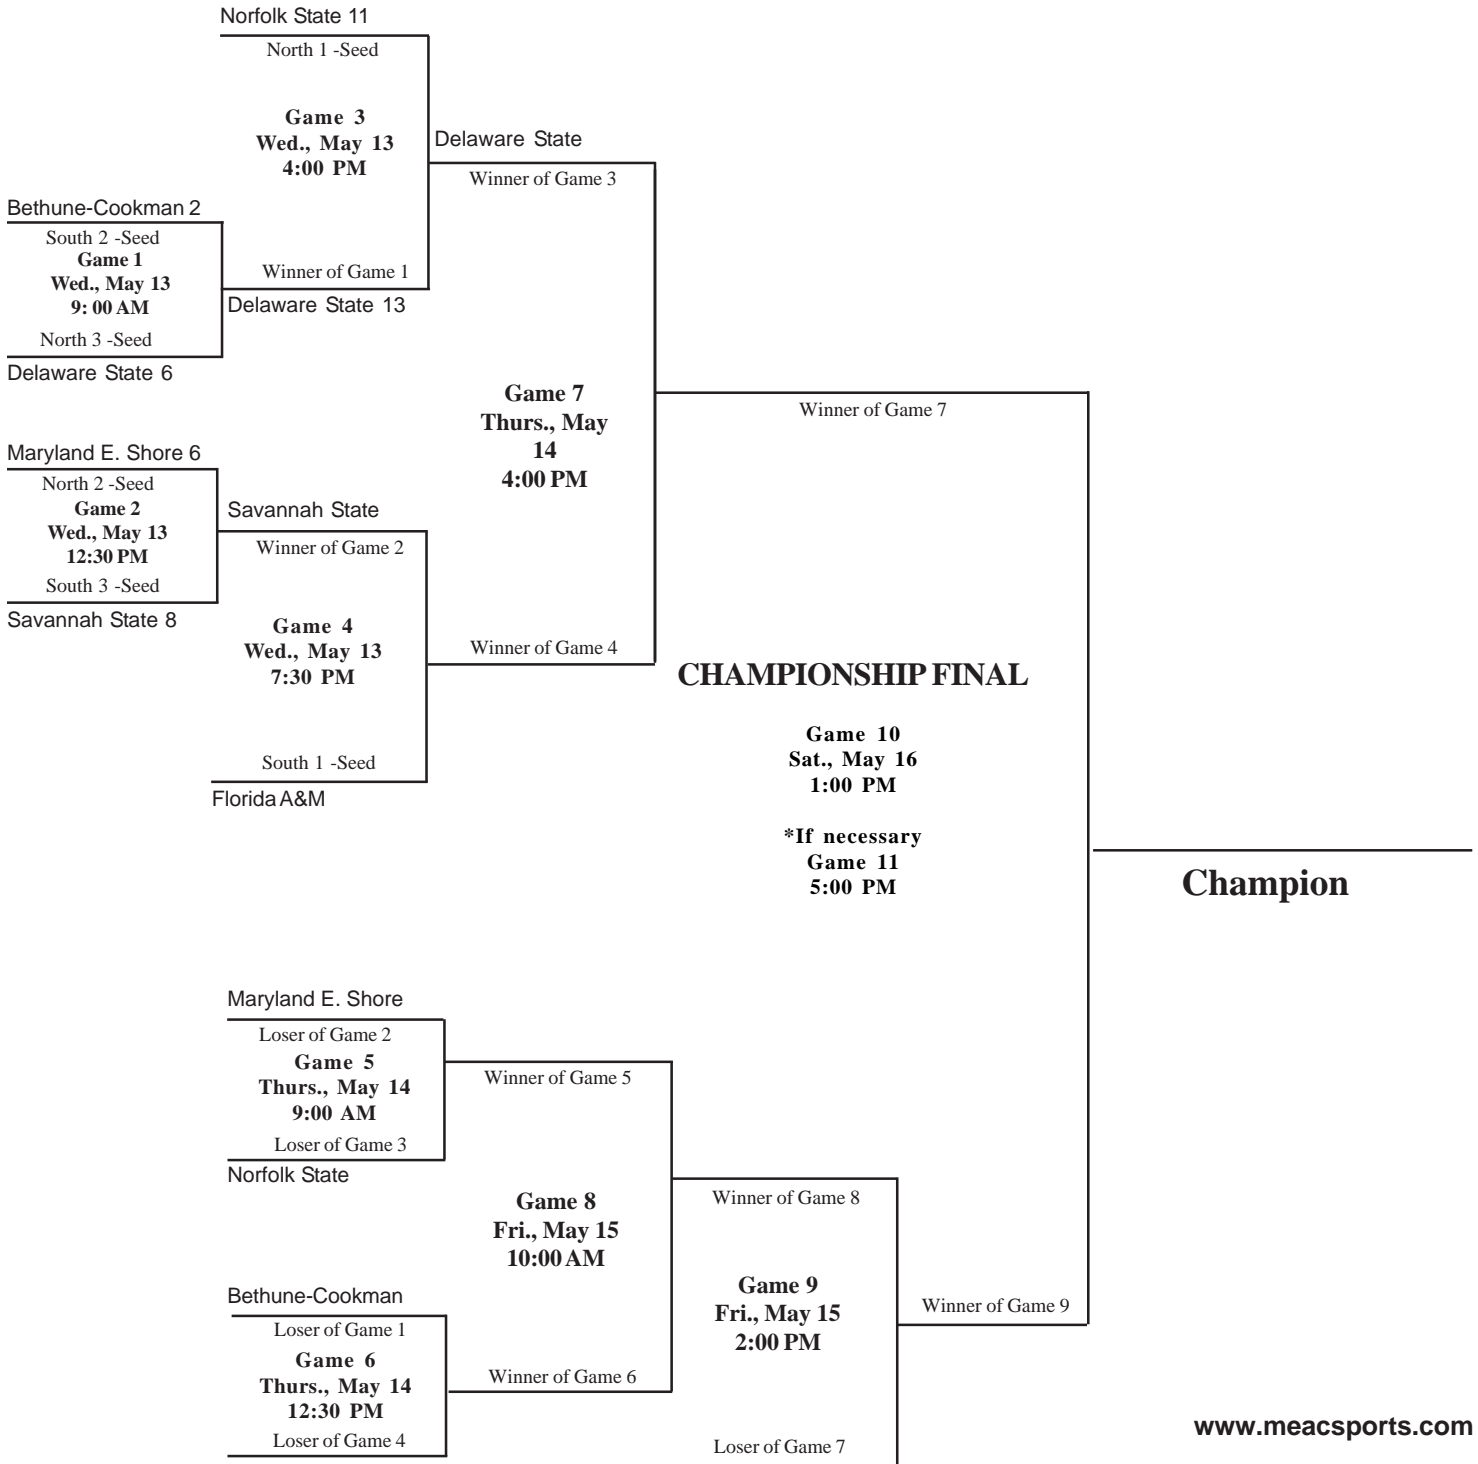 Norfolk State 11
North 1 -Seed
Game 3
Wed., May 13
4:00 PM
Delaware State
Winner of Game 3
Bethune-Cookman 2
South 2 -Seed
Game 1
Wed., May 13
9: 00 AM
North 3 -Seed
Delaware State 6
Winner of Game 1
Delaware State 13
Game 7
Thurs., May
14
4:00 PM
Winner of Game 7
Maryland E. Shore 6
North 2 -Seed
Game 2
Wed., May 13
12:30 PM
South 3 -Seed
Savannah State 8
Savannah State
Winner of Game 2
Game 4
Wed., May 13
7:30 PM
Winner of Game 4
South 1 -Seed
Florida A&M
CHAMPIONSHIP FINAL
Game 10
Sat., May 16
1:00 PM
*If necessary
Game 11
5:00 PM
Champion
Maryland E. Shore
Loser of Game 2
Game 5
Thurs., May 14
9:00 AM
Loser of Game 3
Norfolk State
Winner of Game 5
Game 8
Fri., May 15
10:00 AM
Winner of Game 8
Bethune-Cookman
Loser of Game 1
Game 6
Thurs., May 14
12:30 PM
Loser of Game 4
Winner of Game 6
Game 9
Fri., May 15
2:00 PM
Winner of Game 9
Loser of Game 7
www.meacsports.com